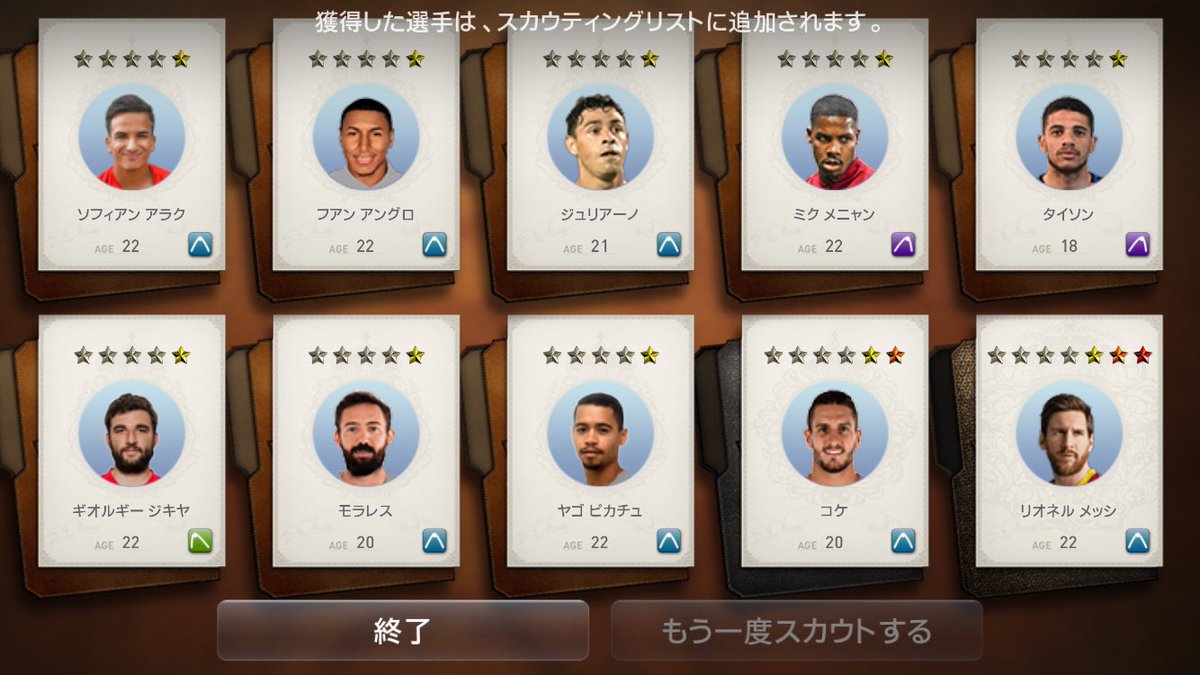 獲得した選手は、スカウティングリストに追加されます。
ソフィアン アラク
AGE 22
フアン アングロ
AGE 22
ジュリアーノ
AGE 21
ミク メニャン
AGE 22
タイソン
AGE 18
ギオルギー ジキヤ
AGE 22
モラレス
AGE 20
ヤゴ ピカチュ
AGE 22
コケ
AGE 20
リオネル メッシ
AGE 22
終了
もう一度スカウトする